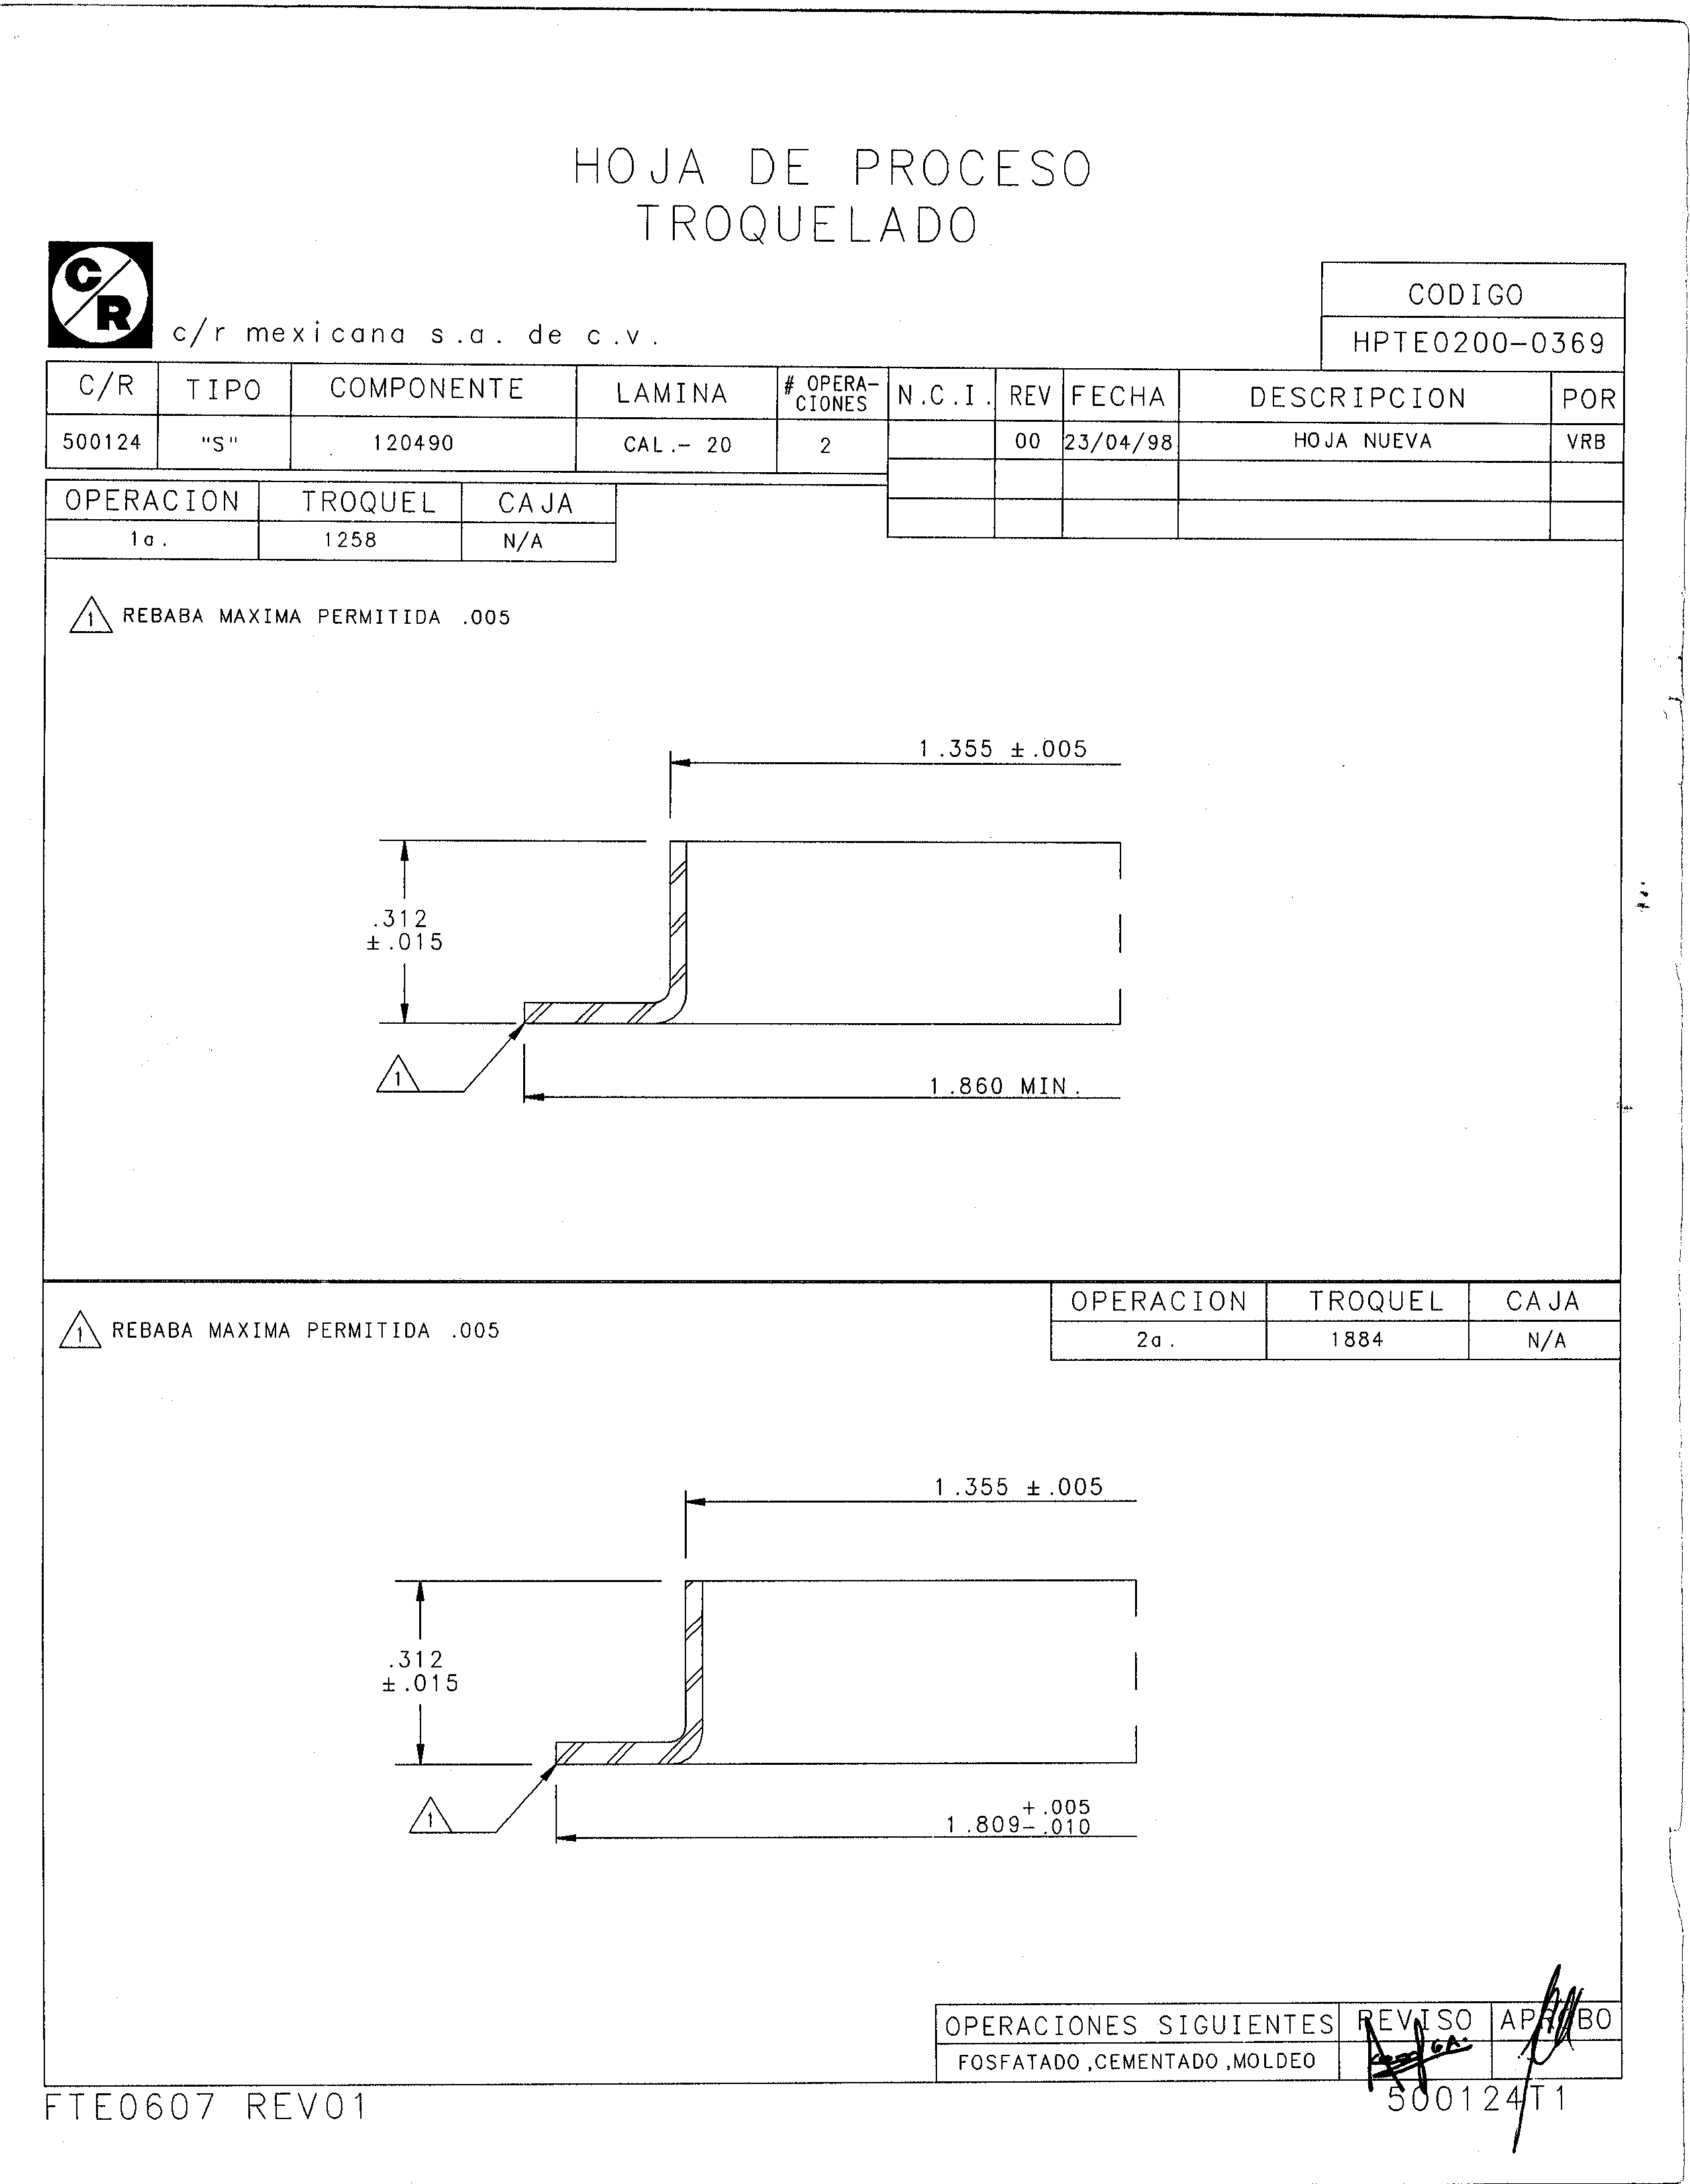 HOJA DE PROCESO
TROQUELADO
C/R
c/r mexicana s.a. de c.v.
CODIGO
HPTE0200-0369
C/R TIPO COMPONENTE LAMINA # OPERA-CIONES N.C.I. REV FECHA DESCRIPCION POR
500124 "S" 120490 CAL.- 20 2 00 23/04/98 HOJA NUEVA VRB
OPERACION TROQUEL CAJA
1a. 1258 N/A
1 REBABA MAXIMA PERMITIDA .005
1.355 ±.005
.312
±.015
1
1.860 MIN.
OPERACION TROQUEL CAJA
2a. 1884 N/A
1 REBABA MAXIMA PERMITIDA .005
1.355 ±.005
.312
±.015
1
1.809 +.005 -.010
OPERACIONES SIGUIENTES REVISO APROBO
FOSFATADO,CEMENTADO,MOLDEO
FTE0607 REV01
500124T1